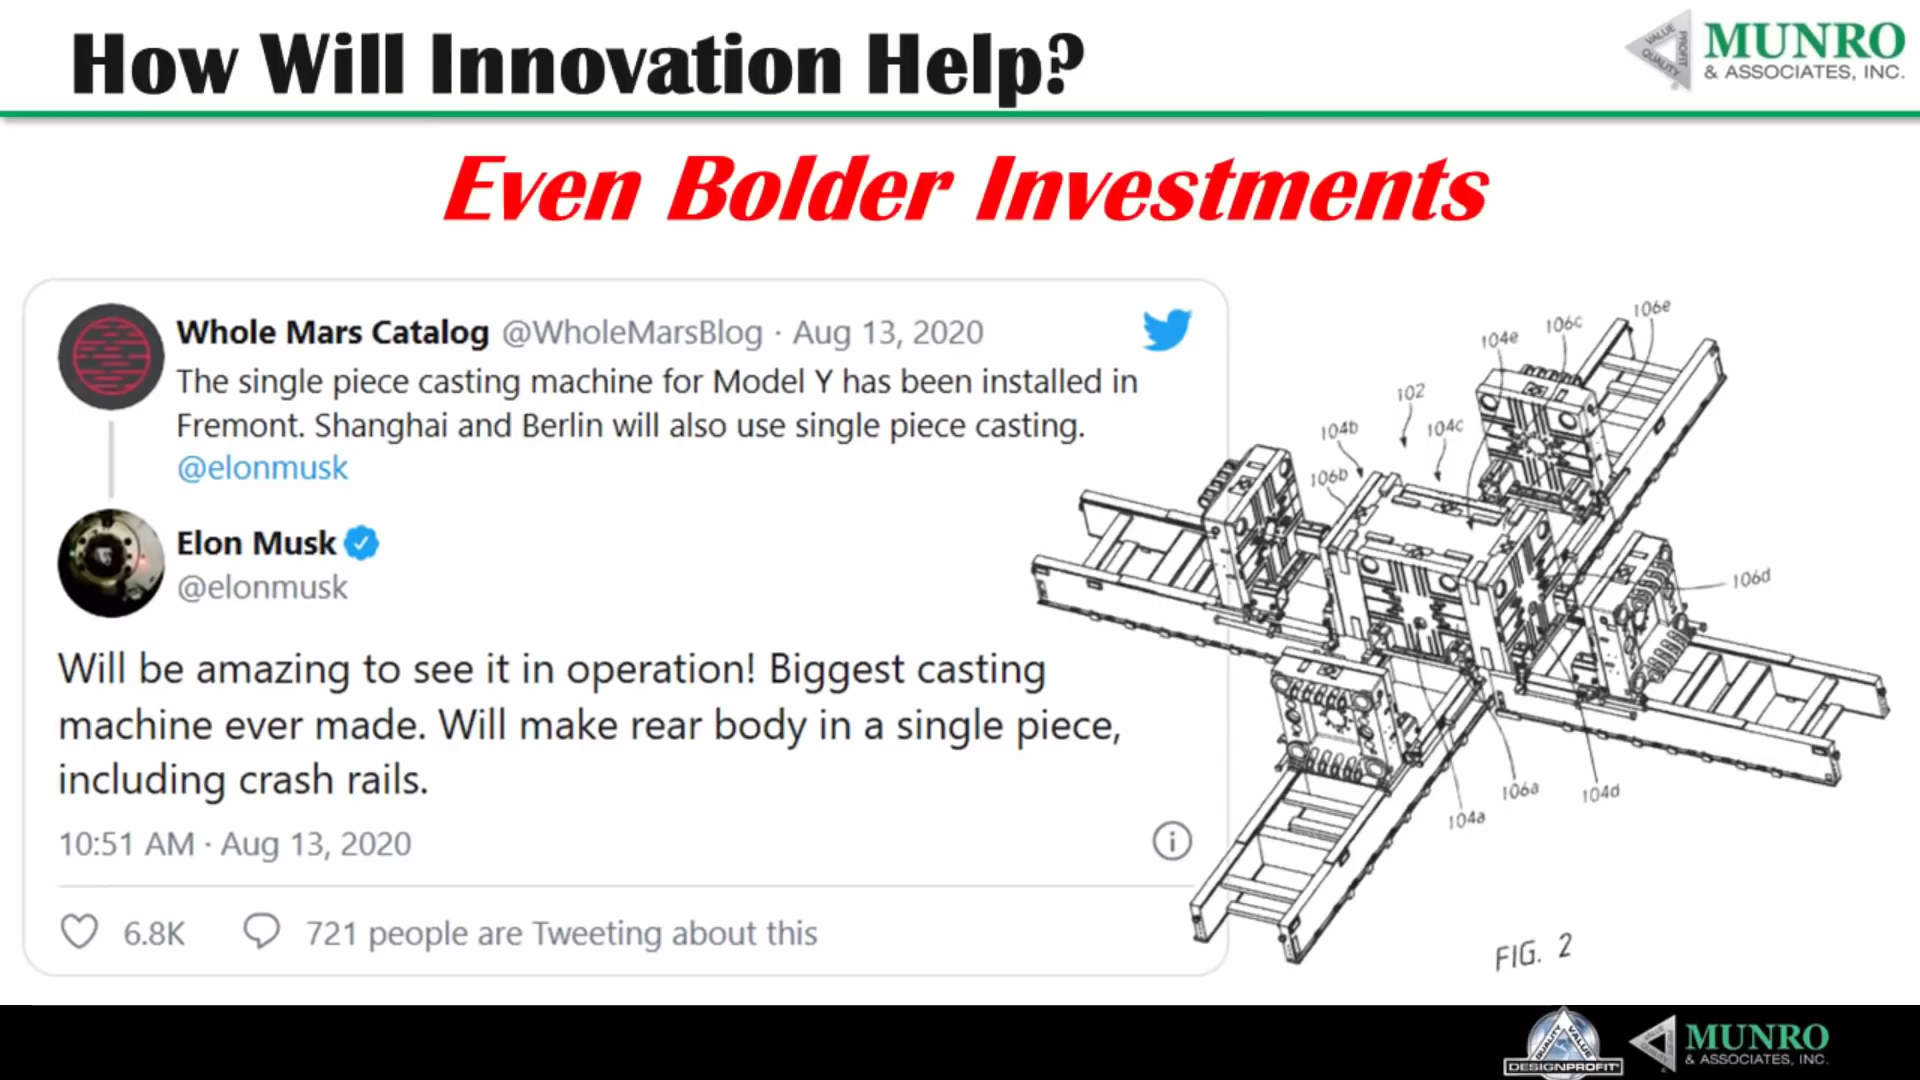 How Will Innovation Help?
VALUE
QUALITY
PROFIT
MUNRO
& ASSOCIATES, INC.
Even Bolder Investments
Whole Mars Catalog @WholeMarsBlog · Aug 13, 2020
The single piece casting machine for Model Y has been installed in
Fremont. Shanghai and Berlin will also use single piece casting.
@elonmusk
Elon Musk
@elonmusk
Will be amazing to see it in operation! Biggest casting
machine ever made. Will make rear body in a single piece,
including crash rails.
10:51 AM · Aug 13, 2020
6.8K 721 people are Tweeting about this
106e
106c
104e
102
104b
104c
106b
106d
106a
104d
104a
FIG. 2
QUALITY
VALUE
DESIGNPROFIT
MUNRO
& ASSOCIATES, INC.